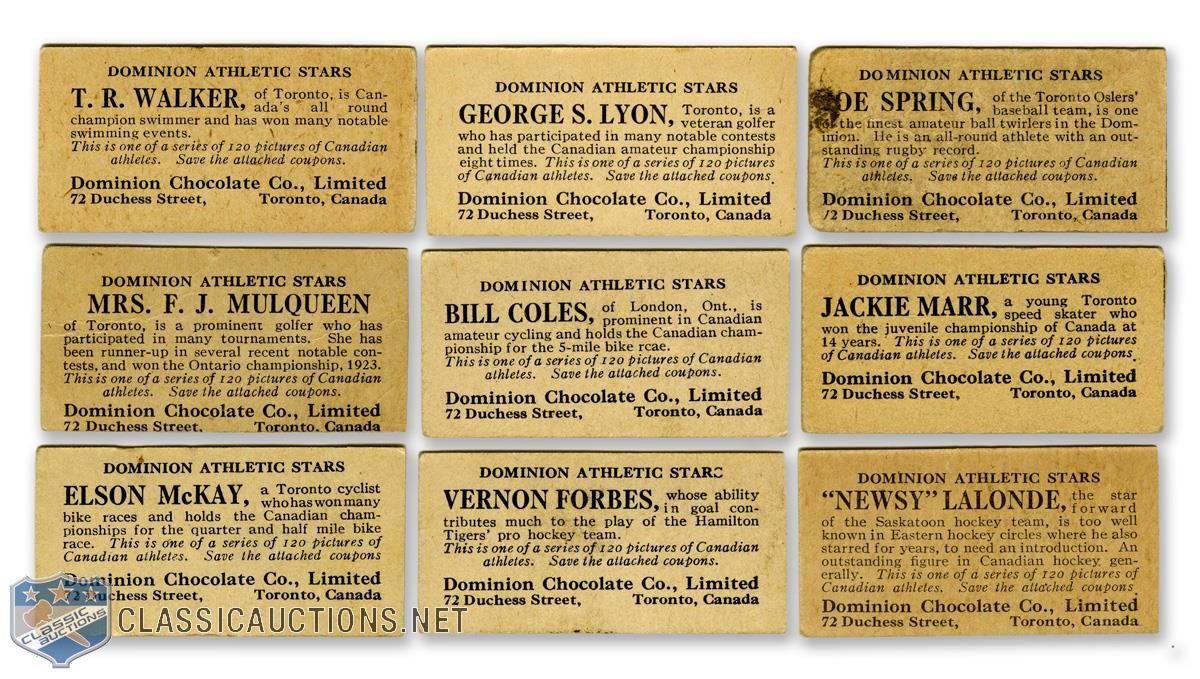 DOMINION ATHLETIC STARS
T. R. WALKER, of Toronto, is Can-
ada's all round
champion swimmer and has won many notable
swimming events.
This is one of a series of 120 pictures of Canadian
athletes. Save the attached coupons.
Dominion Chocolate Co., Limited
72 Duchess Street, Toronto, Canada
DOMINION ATHLETIC STARS
GEORGE S. LYON, Toronto, is a
veteran golfer
who has participated in many notable contests
and held the Canadian amateur championship
eight times. This is one of a series of 120 pictures
of Canadian athletes. Save the attached coupons.
Dominion Chocolate Co., Limited
72 Duchess Street, Toronto, Canada
DOMINION ATHLETIC STARS
OE SPRING, of the Toronto Oslers'
baseball team, is one
of the finest amateur ball twirlers in the Dom-
inion. He is an all-round athlete with an out-
standing rugby record.
This is one of a series of 120 pictures of Canadian
athletes. Save the attached coupons.
Dominion Chocolate Co., Limited
72 Duchess Street, Toronto, Canada
DOMINION ATHLETIC STARS
MRS. F. J. MULQUEEN
of Toronto, is a prominent golfer who has
participated in many tournaments. She has
been runner-up in several recent notable con-
tests, and won the Ontario championship, 1923.
This is one of a series of 120 pictures of Canadian
athletes. Save the attached coupons.
Dominion Chocolate Co., Limited
72 Duchess Street, Toronto, Canada
DOMINION ATHLETIC STARS
BILL COLES, of London, Ont., is
prominent in Canadian
amateur cycling and holds the Canadian cham-
pionship for the 5-mile bike rcae.
This is one of a series of 120 pictures of Canadian
athletes. Save the attached coupons.
Dominion Chocolate Co., Limited
72 Duchess Street, Toronto, Canada
DOMINION ATHLETIC STARS
JACKIE MARR, a young Toronto
speed skater who
won the juvenile championship of Canada at
14 years. This is one of a series of 120 pictures
of Canadian athletes. Save the attached coupons.
Dominion Chocolate Co., Limited
72 Duchess Street, Toronto, Canada
DOMINION ATHLETIC STARS
ELSON McKAY, a Toronto cyclist
who has won many
bike races and holds the Canadian cham-
pionships for the quarter and half mile bike
race. This is one of a series of 120 pictures of
Canadian athletes. Save the attached coupons
Dominion Chocolate Co., Limited
72 Duchess Street, Toronto, Canada
DOMINION ATHLETIC STARS
VERNON FORBES, whose ability
in goal con-
tributes much to the play of the Hamilton
Tigers' pro hockey team.
This is one of a series of 120 pictures of Canadian
athletes. Save the attached coupons.
Dominion Chocolate Co., Limited
72 Duchess Street, Toronto, Canada
DOMINION ATHLETIC STARS
"NEWSY" LALONDE, the star
forward
of the Saskatoon hockey team, is too well
known in Eastern hockey circles where he also
starred for years, to need an introduction. An
outstanding figure in Canadian hockey gen-
erally. This is one of a series of 120 pictures of
Canadian athletes. Save the attached coupons.
Dominion Chocolate Co., Limited
72 Duchess Street, Toronto, Canada
CLASSIC AUCTIONS
CLASSICAUCTIONS.NET